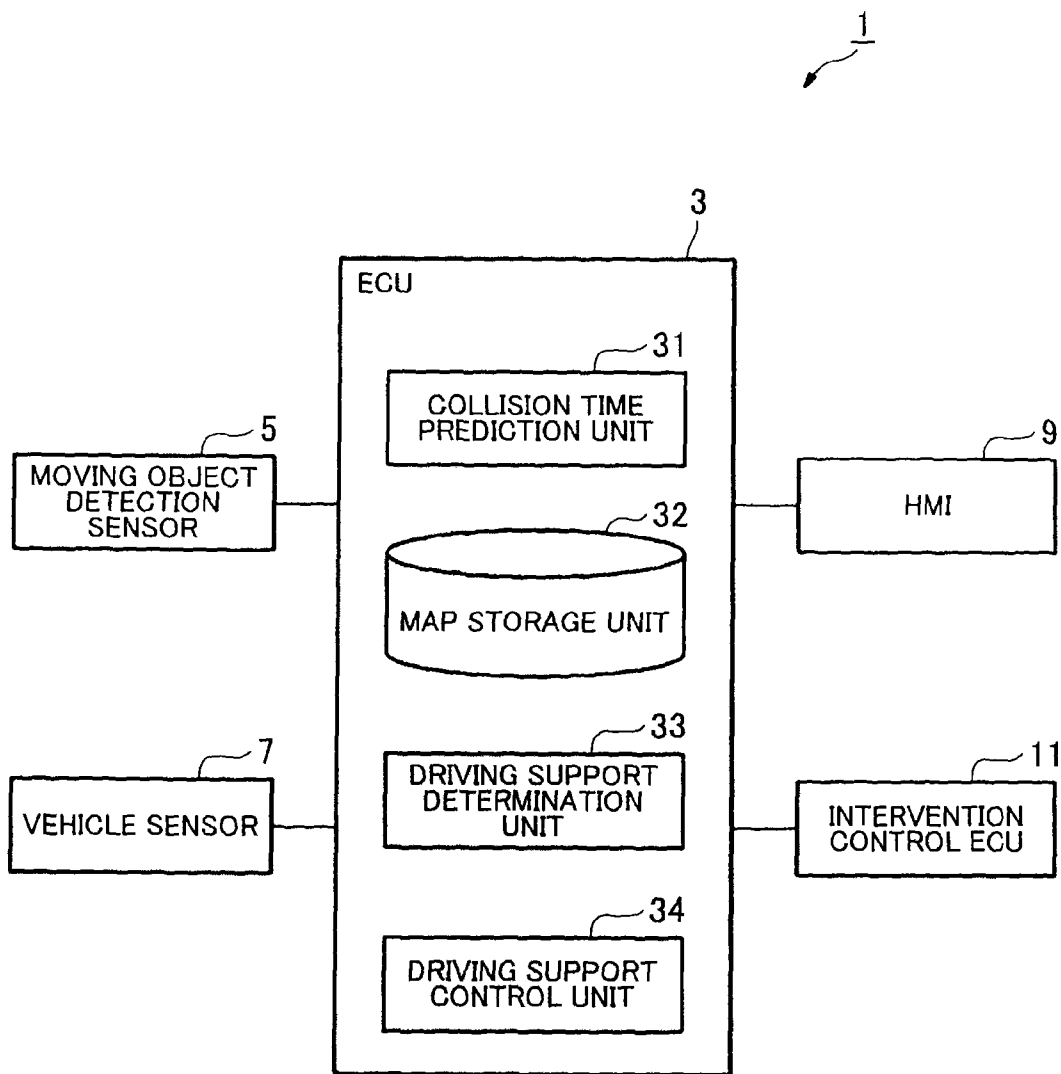 1
3
ECU
31
COLLISION TIME
PREDICTION UNIT
5
MOVING OBJECT
DETECTION
SENSOR
9
HMI
32
MAP STORAGE UNIT
33
DRIVING SUPPORT
DETERMINATION
UNIT
7
VEHICLE SENSOR
11
INTERVENTION
CONTROL ECU
34
DRIVING SUPPORT
CONTROL UNIT